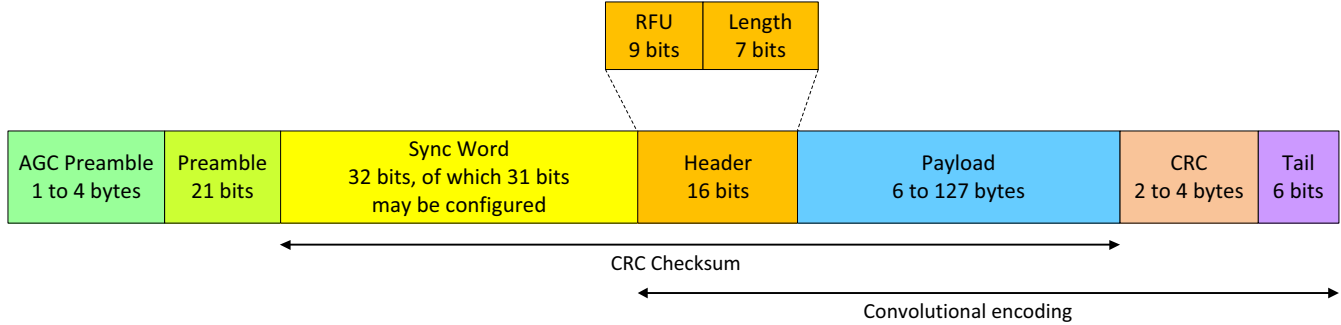 RFU
9 bits
Length
7 bits
AGC Preamble
1 to 4 bytes
Preamble
21 bits
Sync Word
32 bits, of which 31 bits
may be configured
Header
16 bits
Payload
6 to 127 bytes
CRC
2 to 4 bytes
Tail
6 bits
CRC Checksum
Convolutional encoding